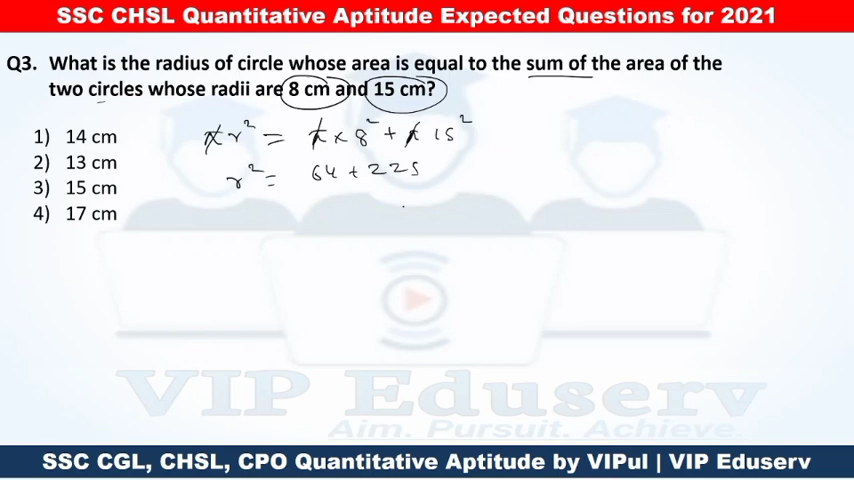 SSC CHSL Quantitative Aptitude Expected Questions for 2021
Q3. What is the radius of circle whose area is equal to the sum of the area of the
two circles whose radii are 8 cm and 15 cm?
1) 14 cm
2) 13 cm
3) 15 cm
4) 17 cm
πr² = π × 8² + π 15²
r² = 64 + 225
VIP Eduserv
Aim. Pursuit. Achieve.
SSC CGL, CHSL, CPO Quantitative Aptitude by VIPul | VIP Eduserv